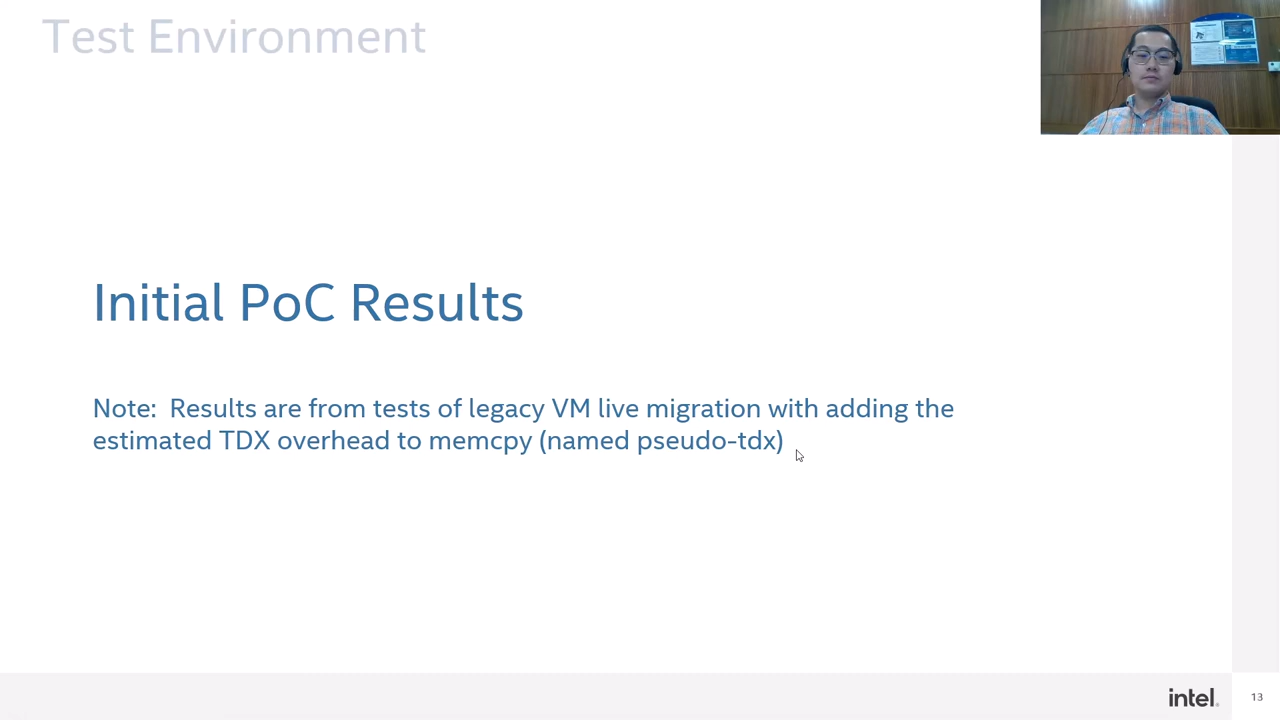 Test Environment
Initial PoC Results
Note: Results are from tests of legacy VM live migration with adding the
estimated TDX overhead to memcpy (named pseudo-tdx)
intel.
13